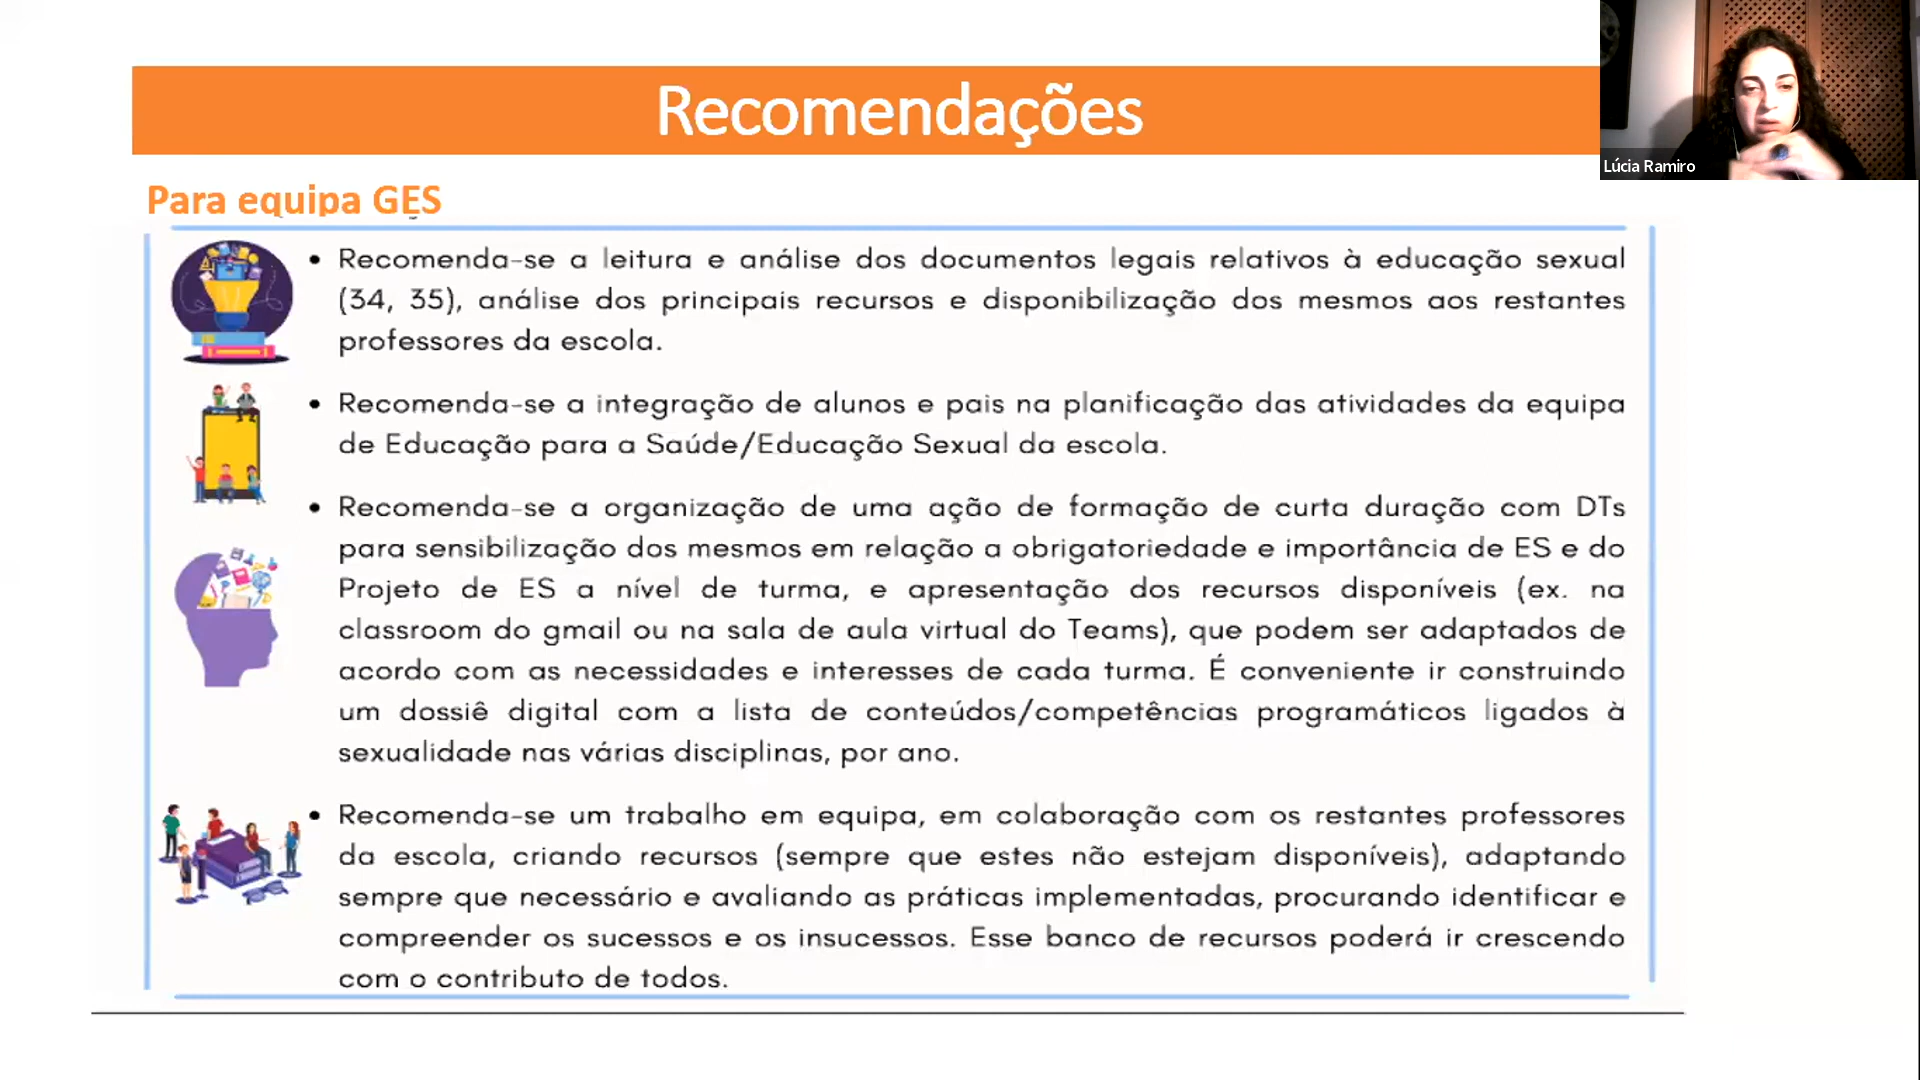 Recomendações
Lúcia Ramiro
Para equipa GES
• Recomenda-se a leitura e análise dos documentos legais relativos à educação sexual
(34, 35), análise dos principais recursos e disponibilização dos mesmos aos restantes
professores da escola.
• Recomenda-se a integração de alunos e pais na planificação das atividades da equipa
de Educação para a Saúde/Educação Sexual da escola.
• Recomenda-se a organização de uma ação de formação de curta duração com DTs
para sensibilização dos mesmos em relação a obrigatoriedade e importância de ES e do
Projeto de ES a nível de turma, e apresentação dos recursos disponíveis (ex. na
classroom do gmail ou na sala de aula virtual do Teams), que podem ser adaptados de
acordo com as necessidades e interesses de cada turma. É conveniente ir construindo
um dossiê digital com a lista de conteúdos/competências programáticos ligados à
sexualidade nas várias disciplinas, por ano.
• Recomenda-se um trabalho em equipa, em colaboração com os restantes professores
da escola, criando recursos (sempre que estes não estejam disponíveis), adaptando
sempre que necessário e avaliando as práticas implementadas, procurando identificar e
compreender os sucessos e os insucessos. Esse banco de recursos poderá ir crescendo
com o contributo de todos.